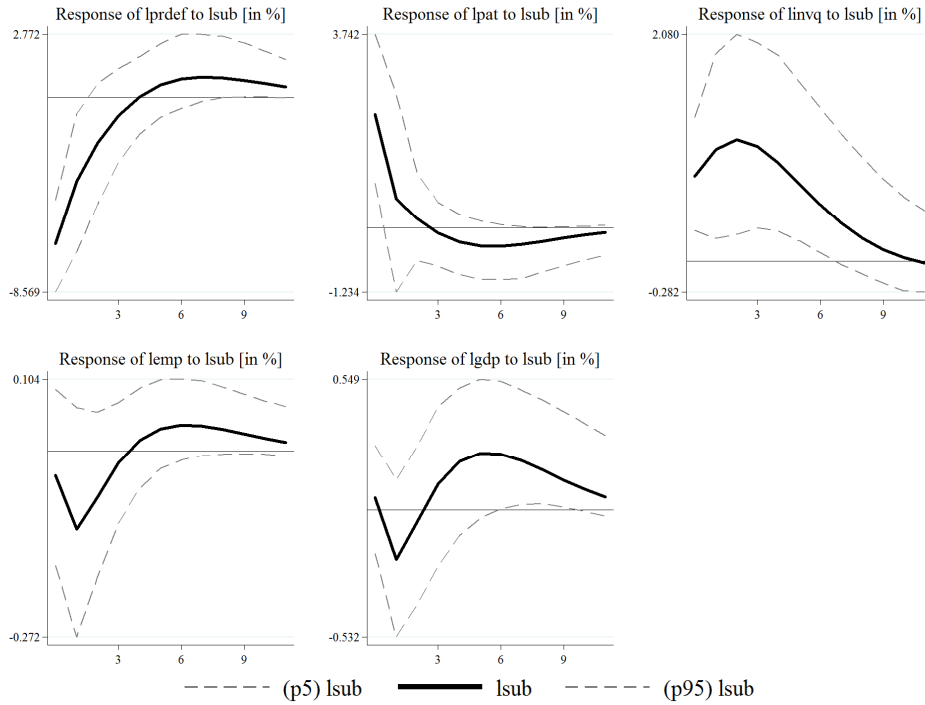 Response of lprdef to lsub [in %]
2.772
-8.569
3 6 9
Response of lpat to lsub [in %]
3.742
-1.234
3 6 9
Response of linvq to lsub [in %]
2.080
-0.282
3 6 9
Response of lemp to lsub [in %]
0.104
-0.272
3 6 9
Response of lgdp to lsub [in %]
0.549
-0.532
3 6 9
(p5) lsub lsub (p95) lsub